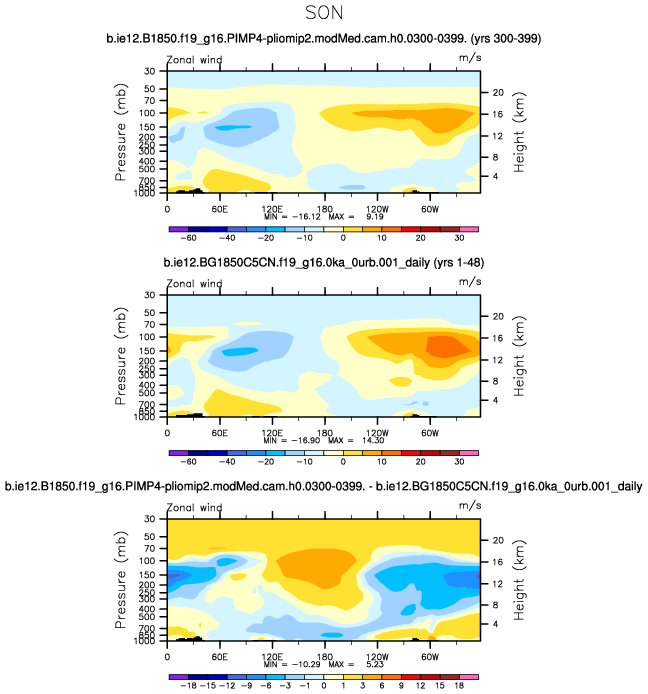 SON
b.ie12.B1850.f19_g16.PIMP4-pliomip2.modMed.cam.h0.0300-0399. (yrs 300-399)
Zonal wind m/s
Pressure (mb)
30
50
70
100
150
200
250
300
400
500
700
850
1000
Height (km)
20
16
12
8
4
0 60E 120E 180 120W 60W
MIN = -16.12 MAX = 9.19
-60 -40 -20 -10 0 10 20 30
b.ie12.BG1850C5CN.f19_g16.0ka_0urb.001_daily (yrs 1-48)
Zonal wind m/s
Pressure (mb)
30
50
70
100
150
200
250
300
400
500
700
850
1000
Height (km)
20
16
12
8
4
0 60E 120E 180 120W 60W
MIN = -16.90 MAX = 14.30
-60 -40 -20 -10 0 10 20 30
b.ie12.B1850.f19_g16.PIMP4-pliomip2.modMed.cam.h0.0300-0399. - b.ie12.BG1850C5CN.f19_g16.0ka_0urb.001_daily
Zonal wind m/s
Pressure (mb)
30
50
70
100
150
200
250
300
400
500
700
850
1000
Height (km)
20
16
12
8
4
0 60E 120E 180 120W 60W
MIN = -10.29 MAX = 5.23
-18 -15 -12 -9 -6 -3 -1 0 1 3 6 9 12 15 18